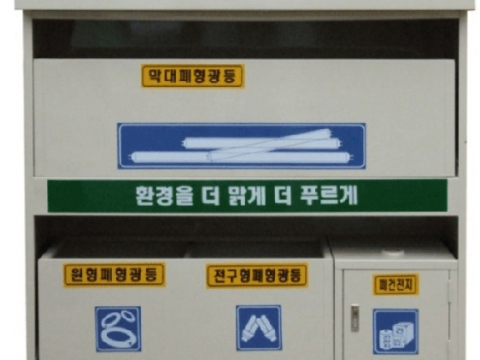 막대폐형광등
환경을 더 맑게 더 푸르게
원형폐형광등
전구형폐형광등
폐건전지